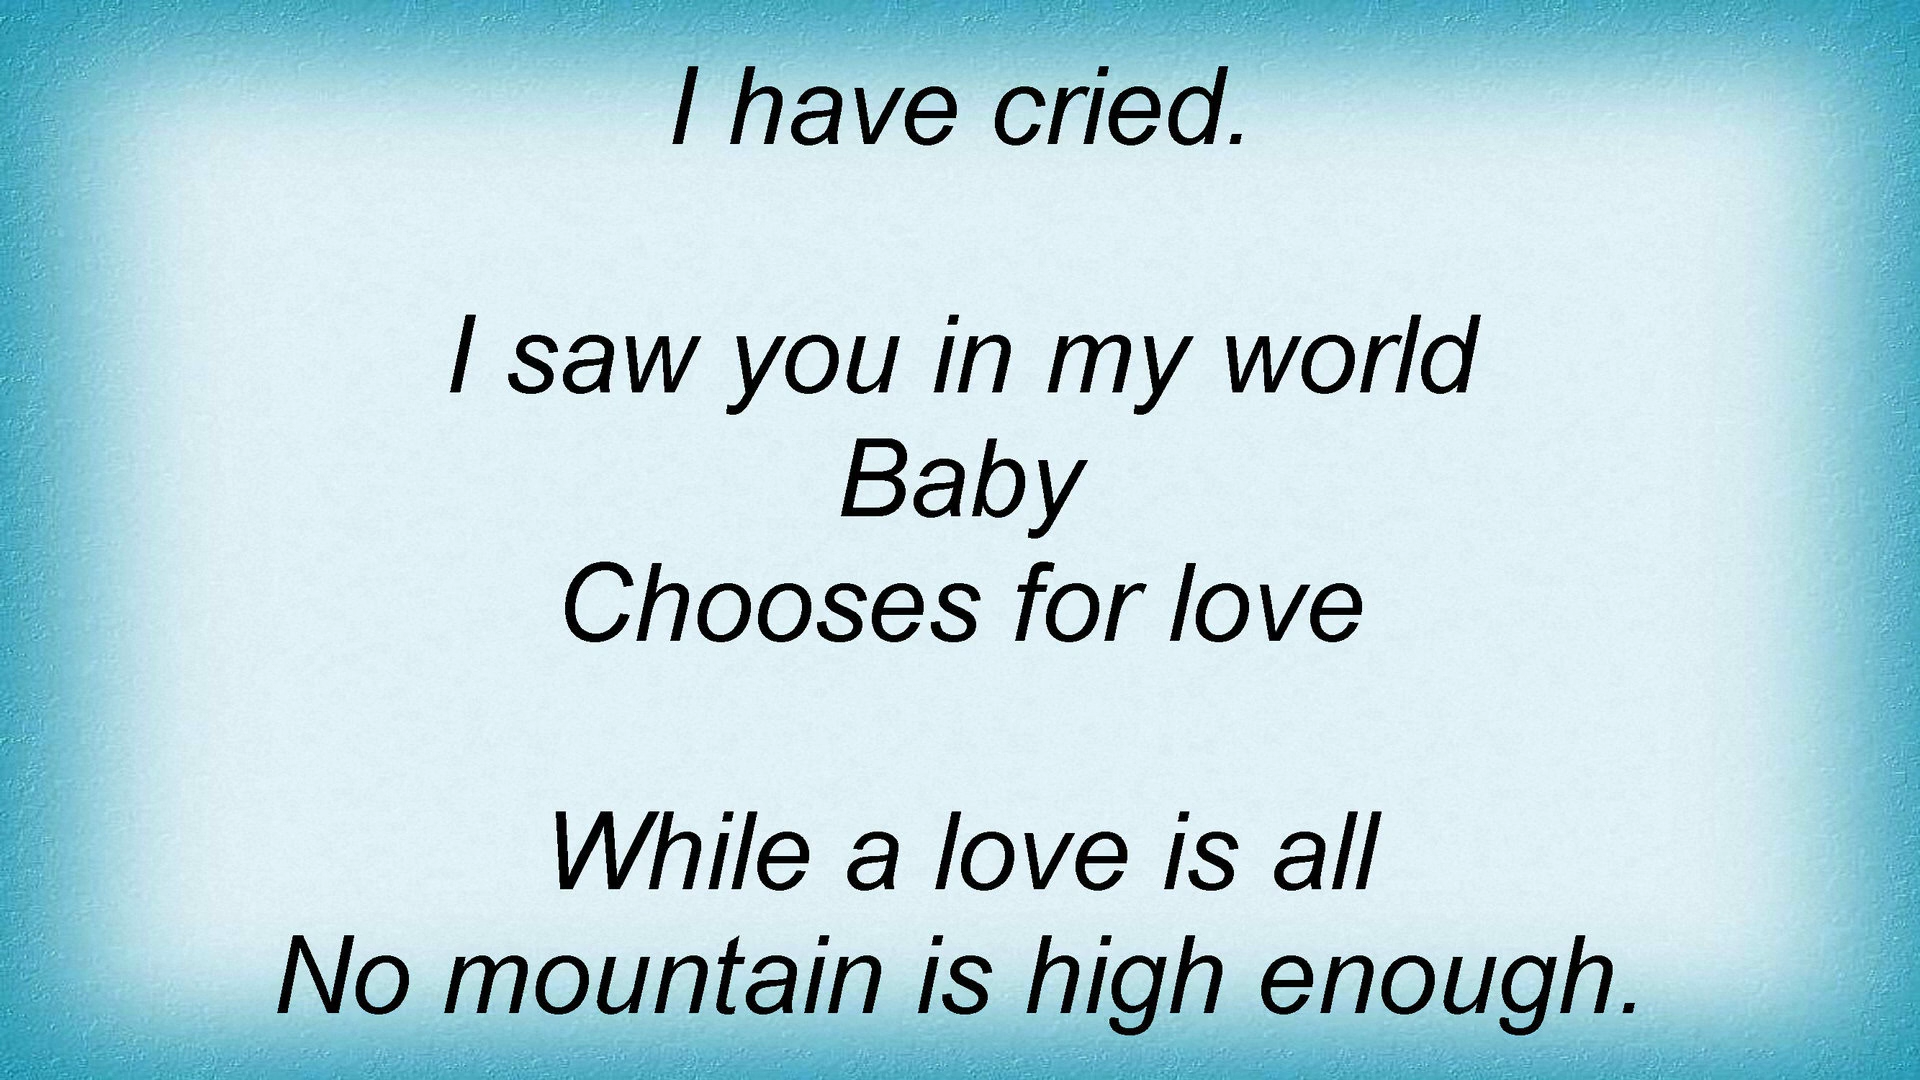 I have cried.
I saw you in my world
Baby
Chooses for love
While a love is all
No mountain is high enough.